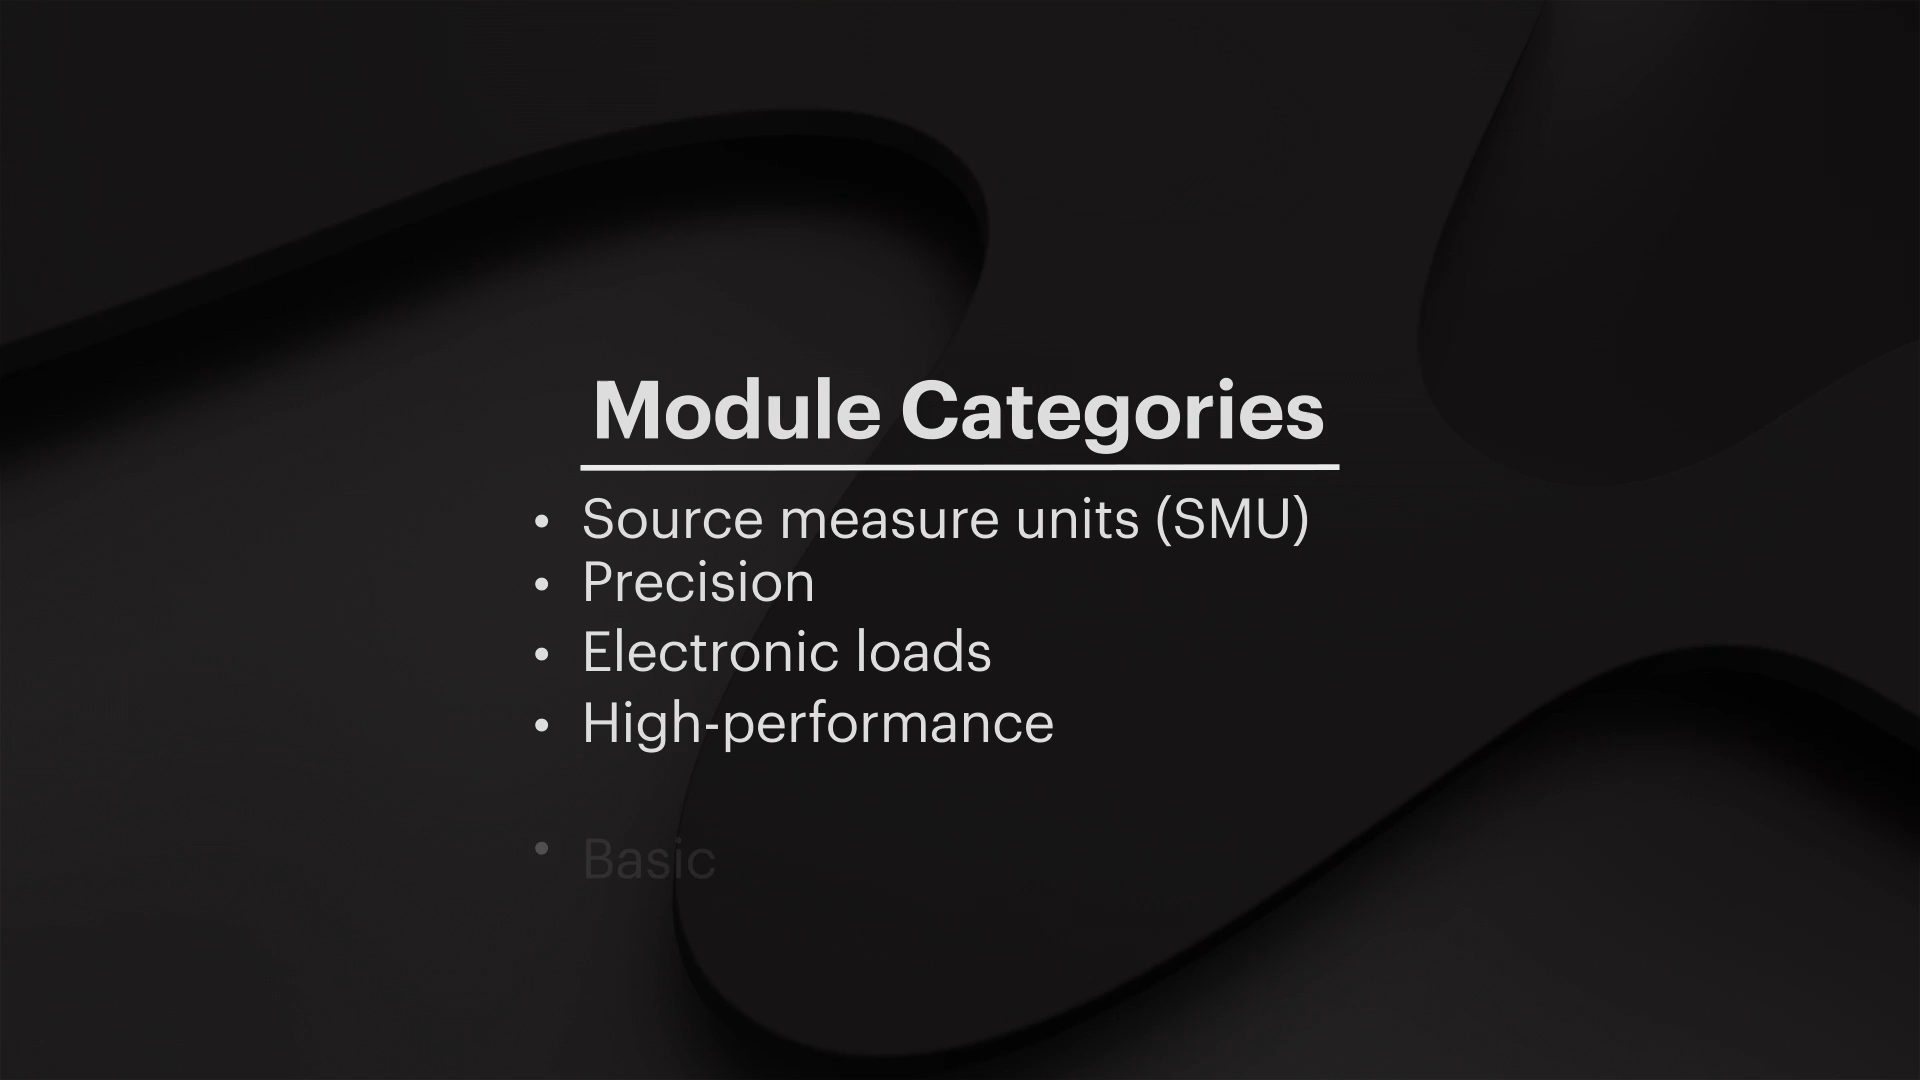 Module Categories
• Source measure units (SMU)
• Precision
• Electronic loads
• High-performance
• Basic